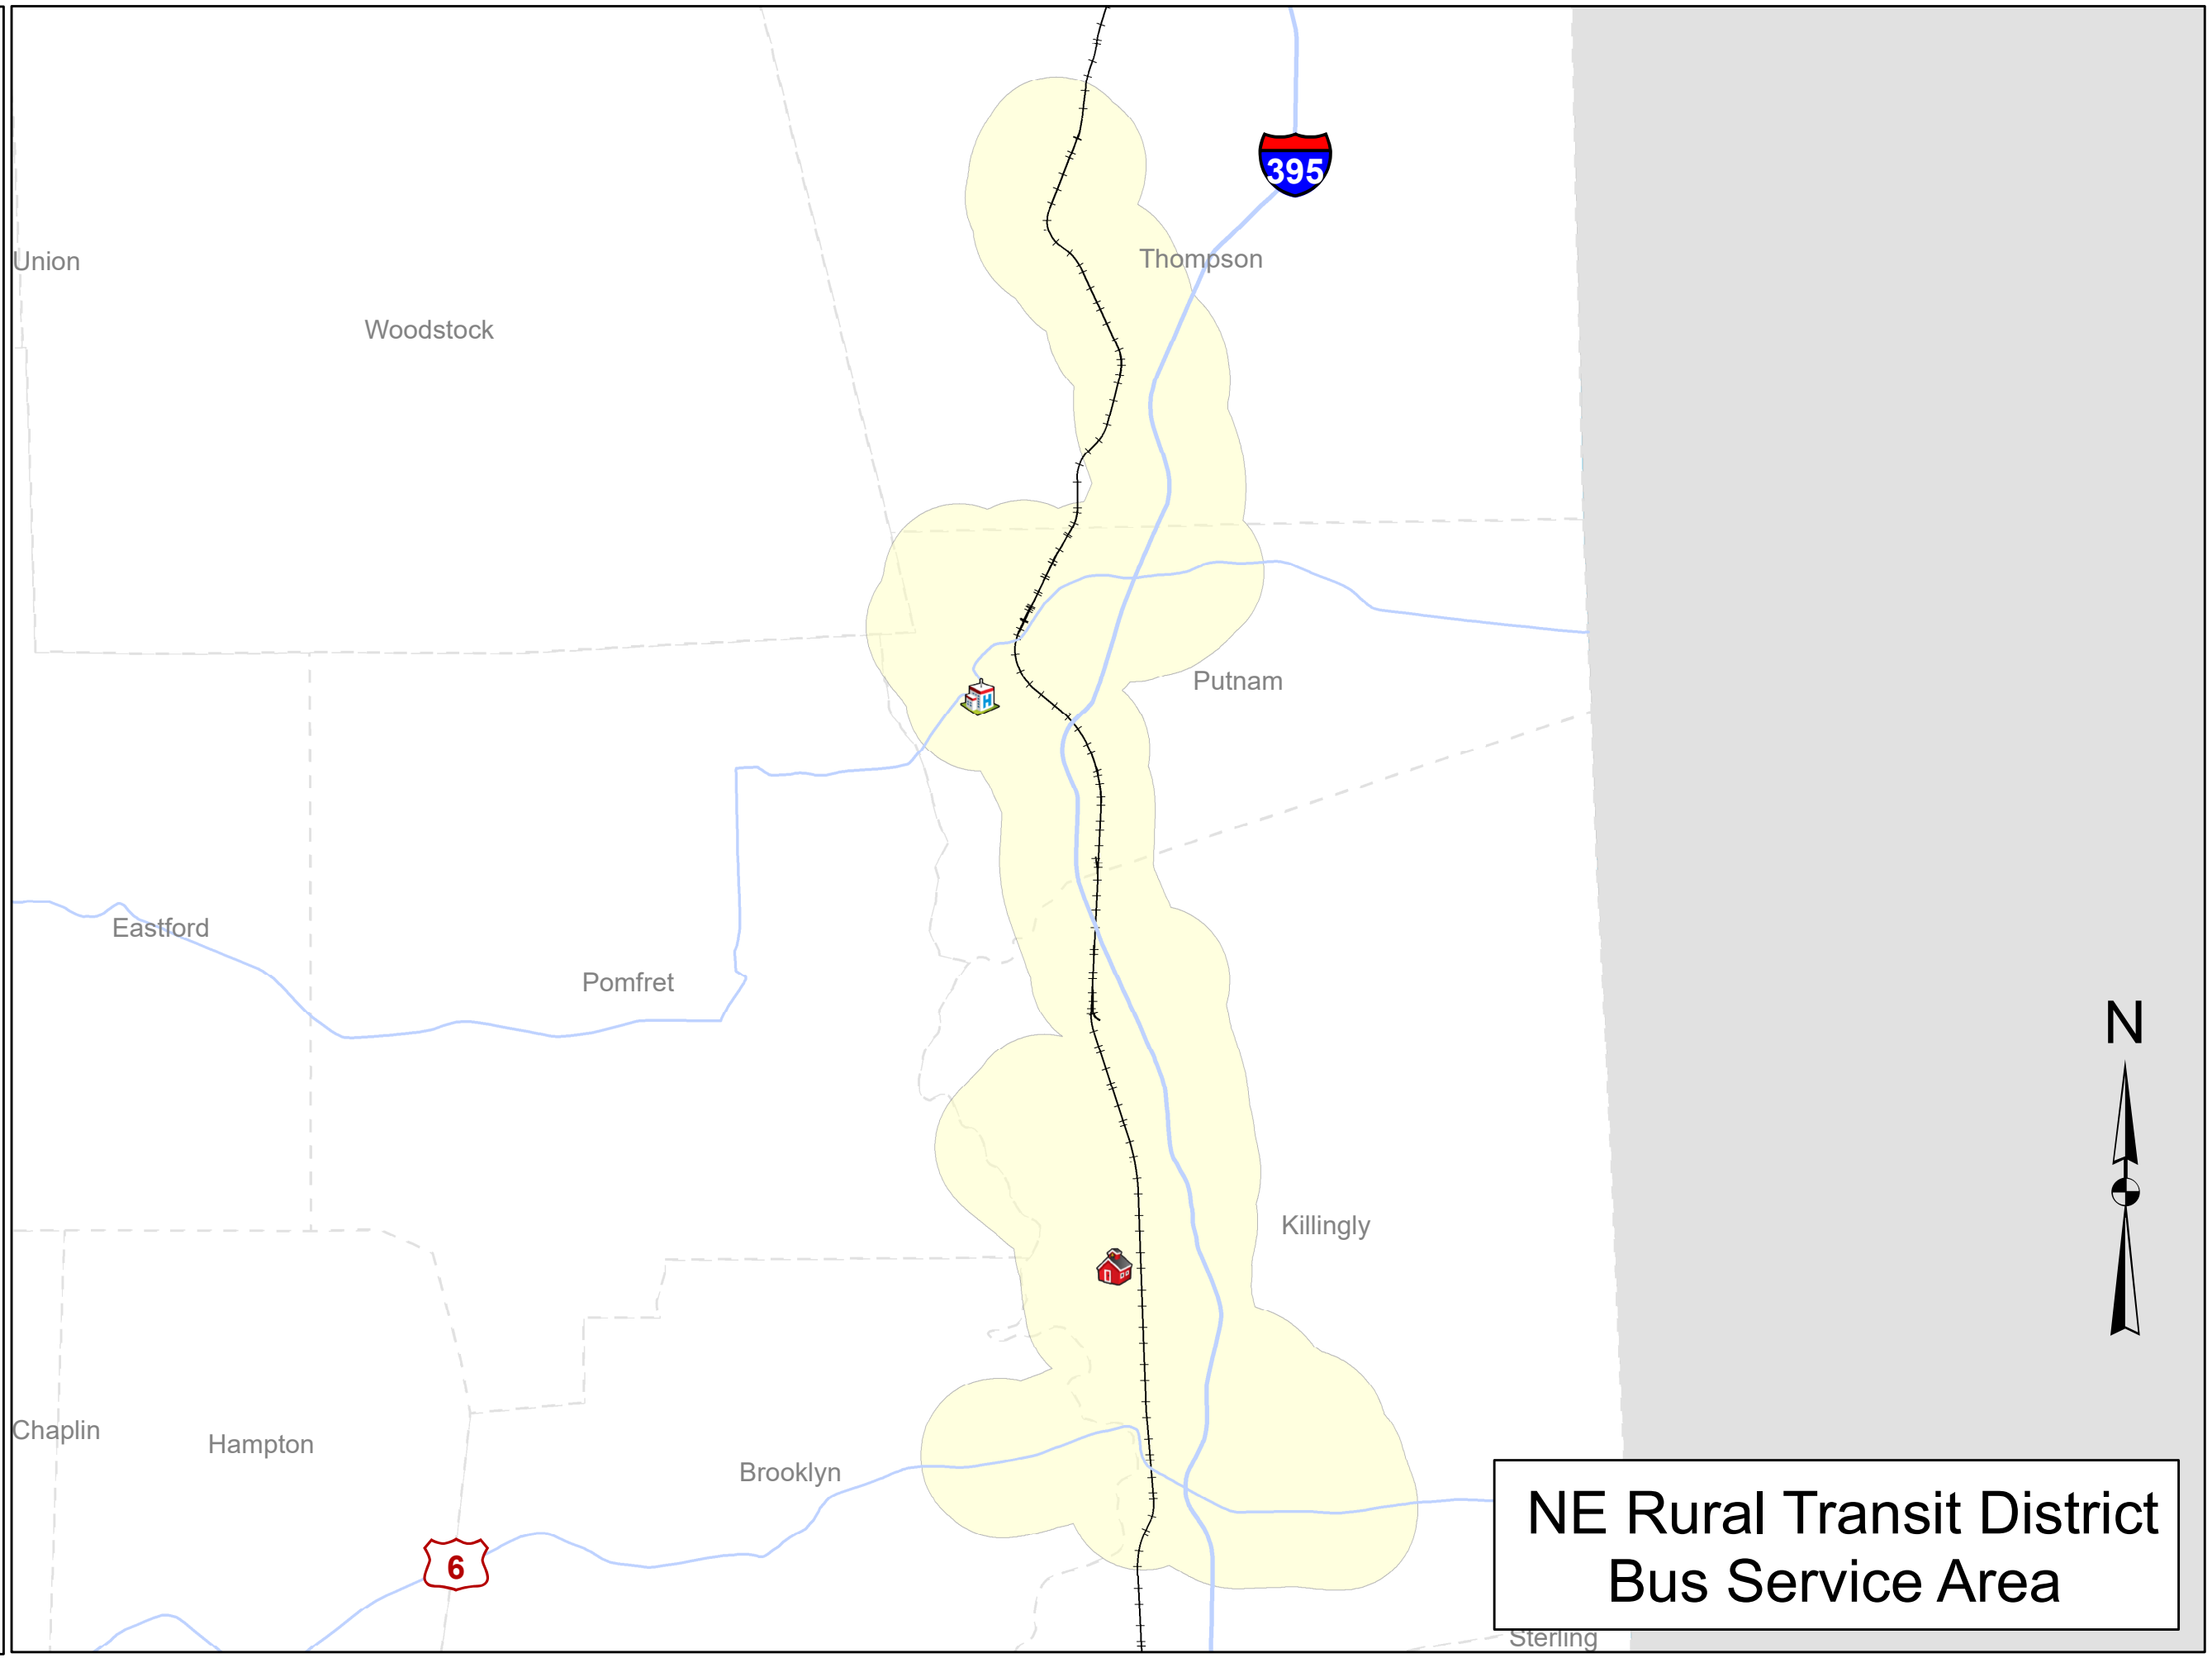 395
Thompson
Union
Woodstock
Putnam
H
Eastford
Pomfret
N
Killingly
Chaplin
Hampton
Brooklyn
6
NE Rural Transit District
Bus Service Area
Sterling